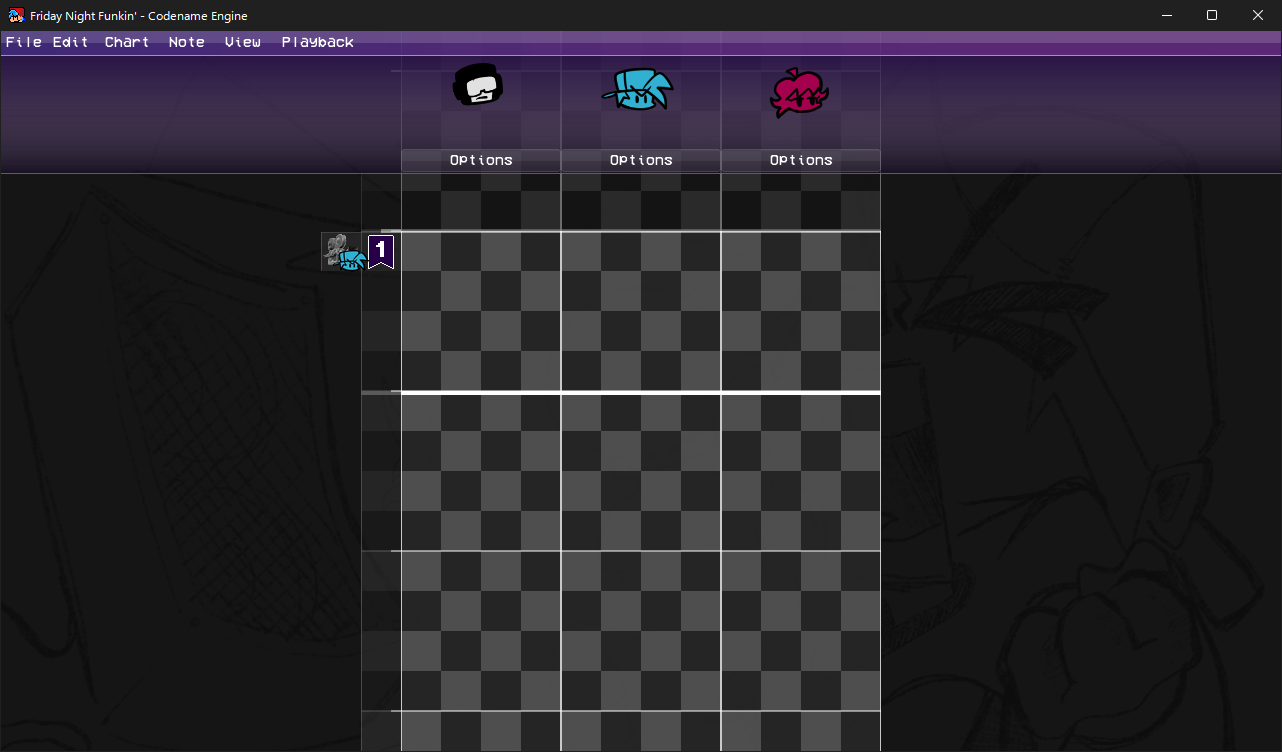 Friday Night Funkin' - Codename Engine
File Edit Chart Note View Playback
Options Options Options
1